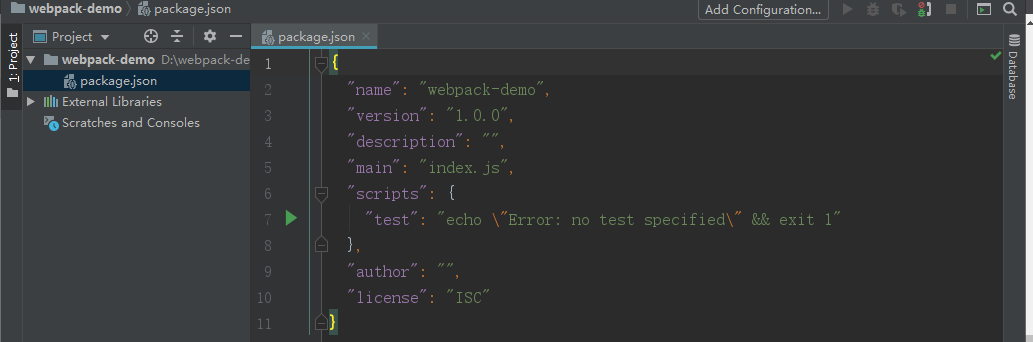 webpack-demo package.json Add Configuration...
1: Project
Project
package.json
webpack-demo D:\webpack-de
package.json
External Libraries
Scratches and Consoles
1 {
2 "name": "webpack-demo",
3 "version": "1.0.0",
4 "description": "",
5 "main": "index.js",
6 "scripts": {
7 "test": "echo \"Error: no test specified\" && exit 1"
8 },
9 "author": "",
10 "license": "ISC"
11 }
Database